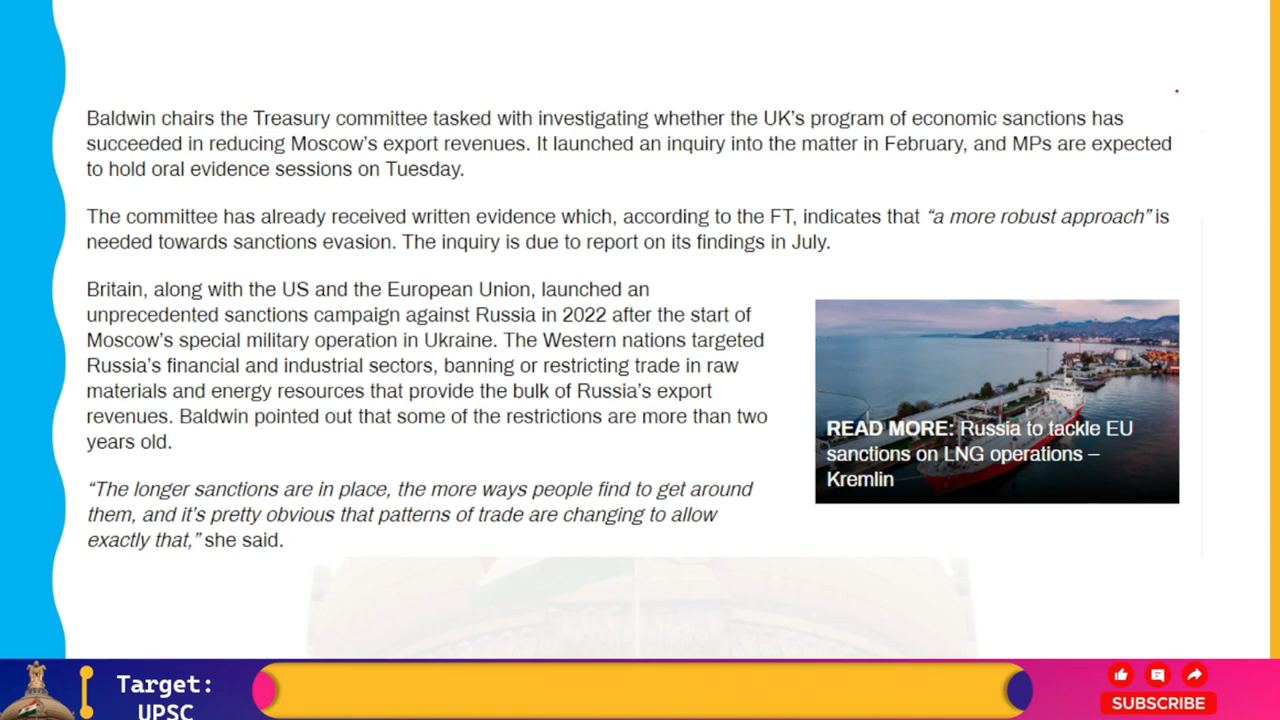 Baldwin chairs the Treasury committee tasked with investigating whether the UK's program of economic sanctions has
succeeded in reducing Moscow's export revenues. It launched an inquiry into the matter in February, and MPs are expected
to hold oral evidence sessions on Tuesday.
The committee has already received written evidence which, according to the FT, indicates that “a more robust approach” is
needed towards sanctions evasion. The inquiry is due to report on its findings in July.
Britain, along with the US and the European Union, launched an
unprecedented sanctions campaign against Russia in 2022 after the start of
Moscow's special military operation in Ukraine. The Western nations targeted
Russia's financial and industrial sectors, banning or restricting trade in raw
materials and energy resources that provide the bulk of Russia's export
revenues. Baldwin pointed out that some of the restrictions are more than two
years old.
“The longer sanctions are in place, the more ways people find to get around
them, and it's pretty obvious that patterns of trade are changing to allow
exactly that,” she said.
READ MORE: Russia to tackle EU
sanctions on LNG operations –
Kremlin
Target:
UPSC
SUBSCRIBE